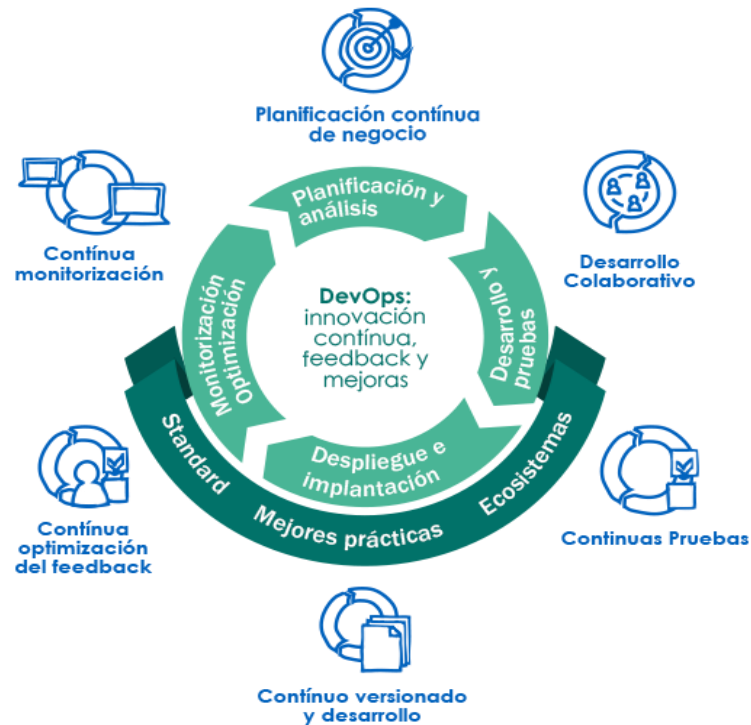 Planificación contínua
de negocio
Contínua
monitorización
Desarrollo
Colaborativo
Planificación y
análisis
Desarrollo y
pruebas
Despliegue e
implantación
Monitorización
Optimización
DevOps:
innovación
contínua,
feedback y
mejoras
Standard
Mejores prácticas
Ecosistemas
Contínua
optimización
del feedback
Continuas Pruebas
Contínuo versionado
y desarrollo